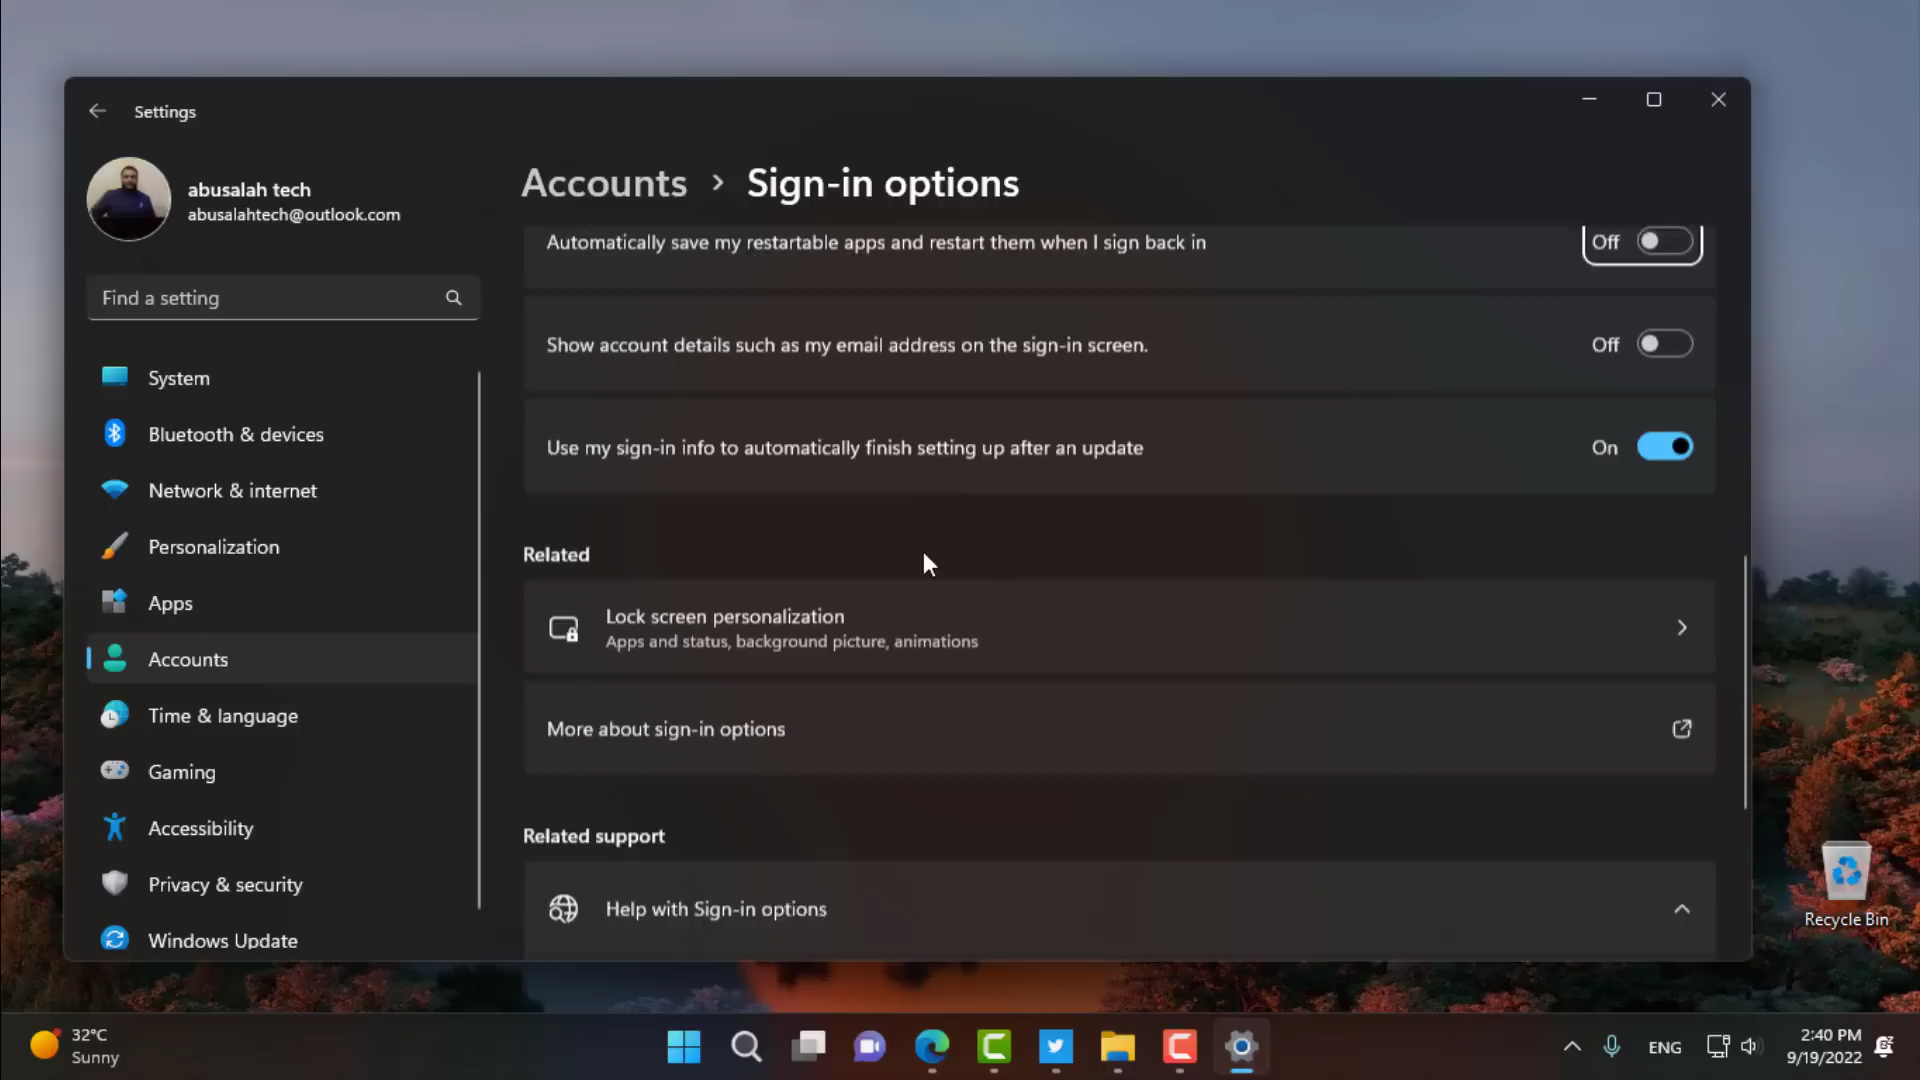 Settings
abusalah tech
abusalahtech@outlook.com
Find a setting
System
Bluetooth & devices
Network & internet
Personalization
Apps
Accounts
Time & language
Gaming
Accessibility
Privacy & security
Windows Update
Accounts > Sign-in options
Automatically save my restartable apps and restart them when I sign back in
Off
Show account details such as my email address on the sign-in screen.
Off
Use my sign-in info to automatically finish setting up after an update
On
Related
Lock screen personalization
Apps and status, background picture, animations
More about sign-in options
Related support
Help with Sign-in options
Recycle Bin
32°C
Sunny
ENG
2:40 PM
9/19/2022